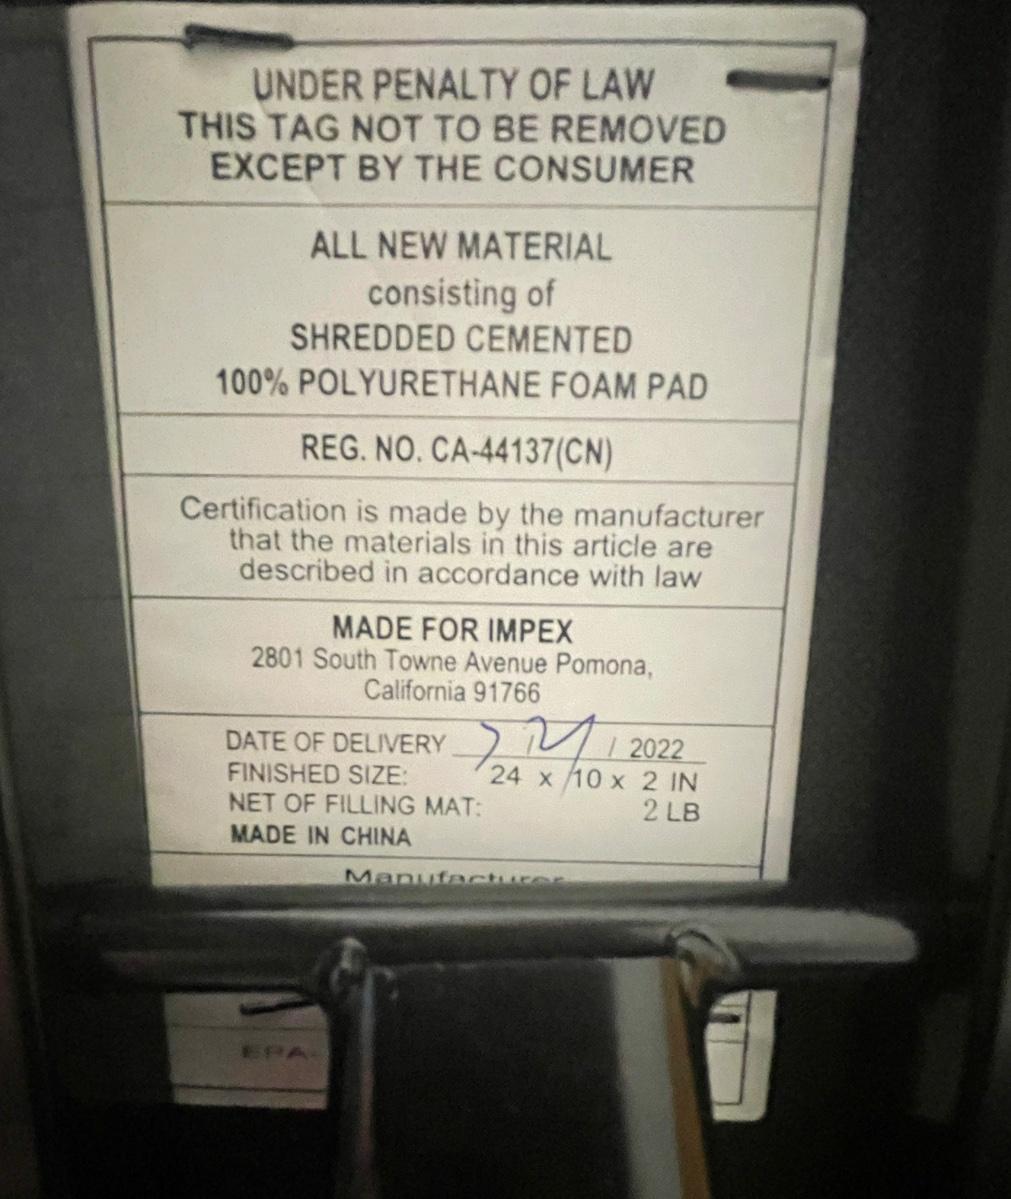 UNDER PENALTY OF LAW
THIS TAG NOT TO BE REMOVED
EXCEPT BY THE CONSUMER
ALL NEW MATERIAL
consisting of
SHREDDED CEMENTED
100% POLYURETHANE FOAM PAD
REG. NO. CA-44137(CN)
Certification is made by the manufacturer
that the materials in this article are
described in accordance with law
MADE FOR IMPEX
2801 South Towne Avenue Pomona,
California 91766
DATE OF DELIVERY / 2022
FINISHED SIZE: 24 x 10 x 2 IN
NET OF FILLING MAT: 2 LB
MADE IN CHINA
Manufacturer
EPA-